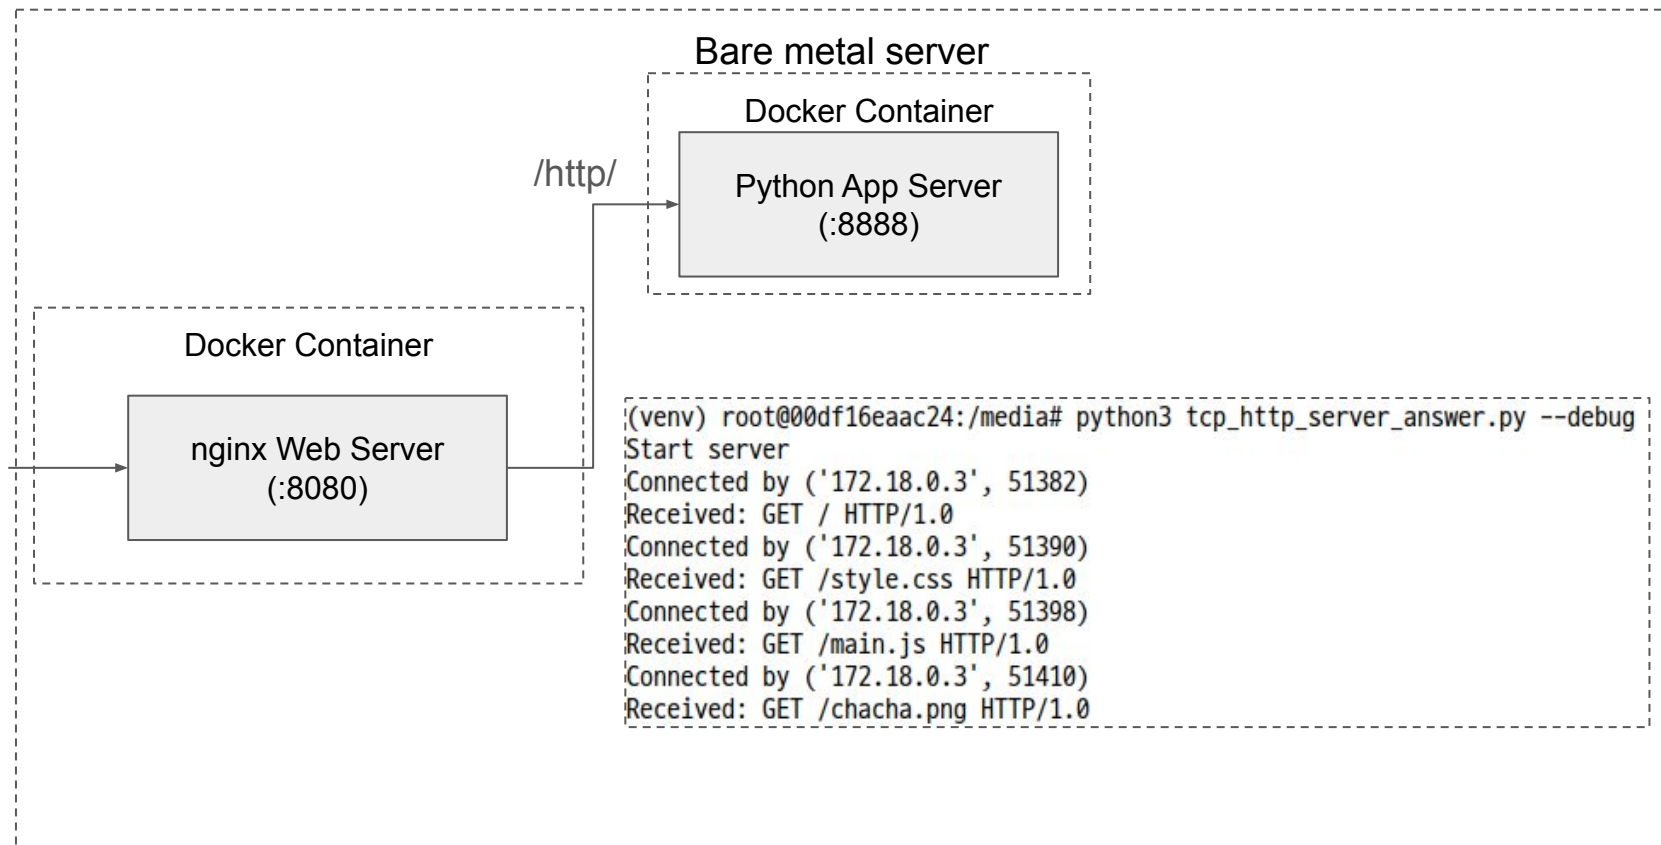 Bare metal server
Docker Container
Python App Server
(:8888)
/http/
Docker Container
nginx Web Server
(:8080)
(venv) root@00df16eaac24:/media# python3 tcp_http_server_answer.py --debug
Start server
Connected by ('172.18.0.3', 51382)
Received: GET / HTTP/1.0
Connected by ('172.18.0.3', 51390)
Received: GET /style.css HTTP/1.0
Connected by ('172.18.0.3', 51398)
Received: GET /main.js HTTP/1.0
Connected by ('172.18.0.3', 51410)
Received: GET /chacha.png HTTP/1.0